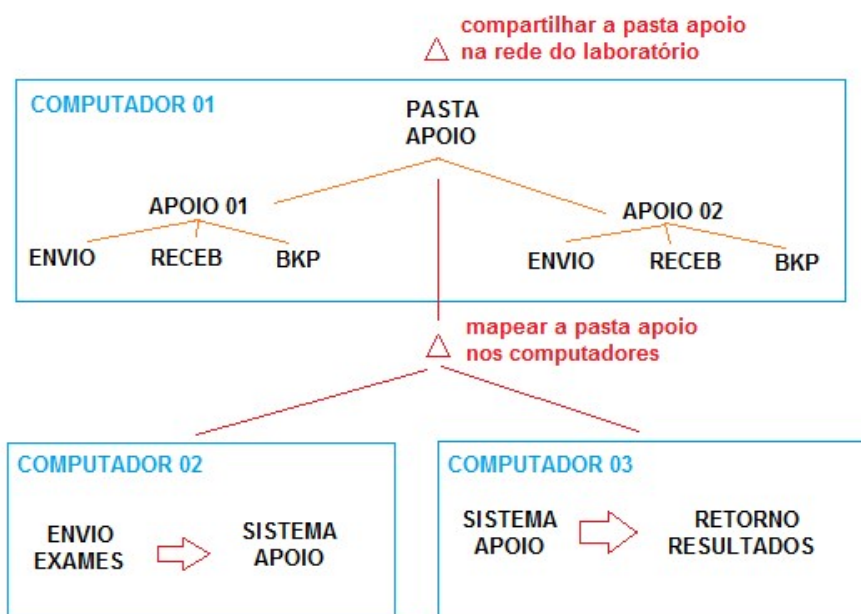 compartilhar a pasta apoio
na rede do laboratório
COMPUTADOR 01
PASTA
APOIO
APOIO 01
APOIO 02
ENVIO
RECEB
BKP
ENVIO
RECEB
BKP
mapear a pasta apoio
nos computadores
COMPUTADOR 02
ENVIO
EXAMES
SISTEMA
APOIO
COMPUTADOR 03
SISTEMA
APOIO
RETORNO
RESULTADOS